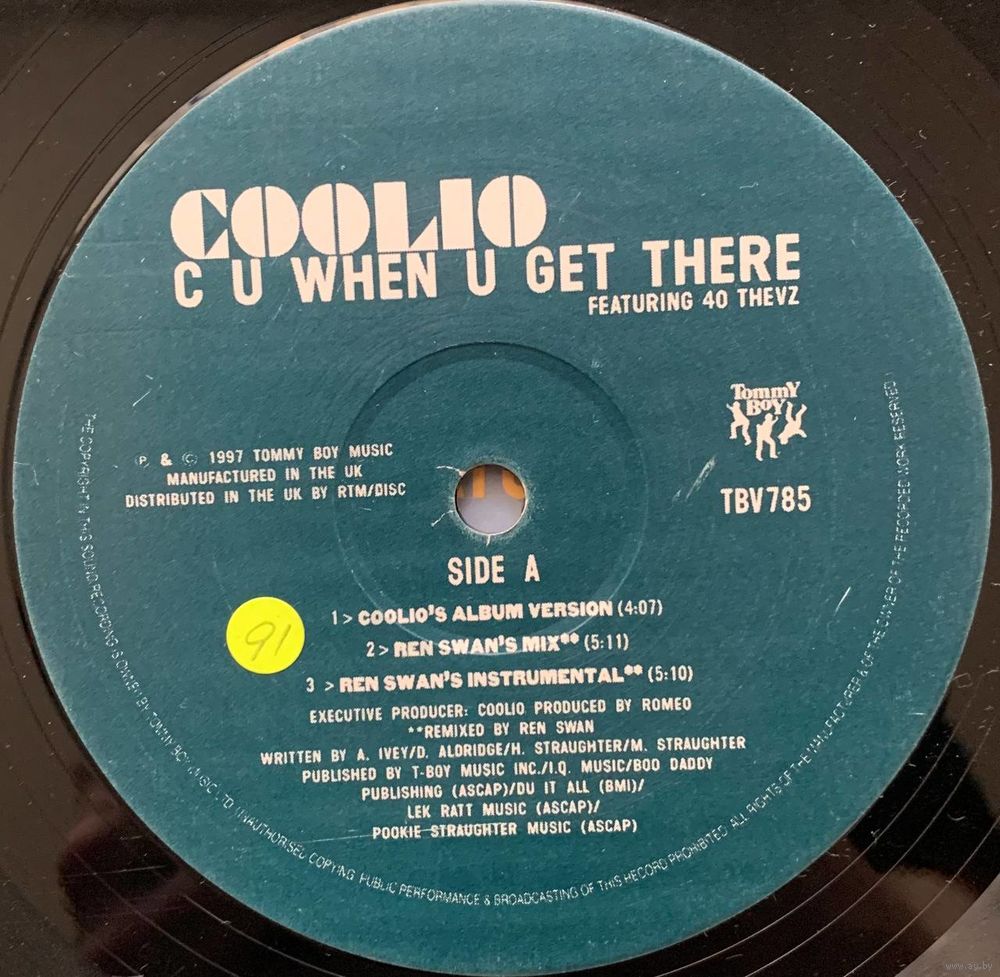 COOLIO
C U WHEN U GET THERE
FEATURING 40 THEVZ
Tommy
Boy
TBV785
℗ & © 1997 TOMMY BOY MUSIC
MANUFACTURED IN THE UK
DISTRIBUTED IN THE UK BY RTM/DISC
SIDE A
1 > COOLIO'S ALBUM VERSION (4:07)
2 > REN SWAN'S MIX** (5:11)
3 > REN SWAN'S INSTRUMENTAL** (5:10)
91
EXECUTIVE PRODUCER: COOLIO PRODUCED BY ROMEO
**REMIXED BY REN SWAN
WRITTEN BY A. IVEY/D. ALDRIDGE/H. STRAUGHTER/M. STRAUGHTER
PUBLISHED BY T-BOY MUSIC INC./I.Q. MUSIC/BOO DADDY
PUBLISHING (ASCAP)/DU IT ALL (BMI)/
LEK RATT MUSIC (ASCAP)/
POOKIE STRAUGHTER MUSIC (ASCAP)
THE COPYRIGHT IN THIS SOUND RECORDING IS OWNED BY TOMMY BOY MUSIC LTD. UNAUTHORISED COPYING, PUBLIC PERFORMANCE & BROADCASTING OF THIS RECORD PROHIBITED. ALL RIGHTS OF THE MANUFACTURER & OF THE OWNER OF THE RECORDED WORK RESERVED
www.ay.by